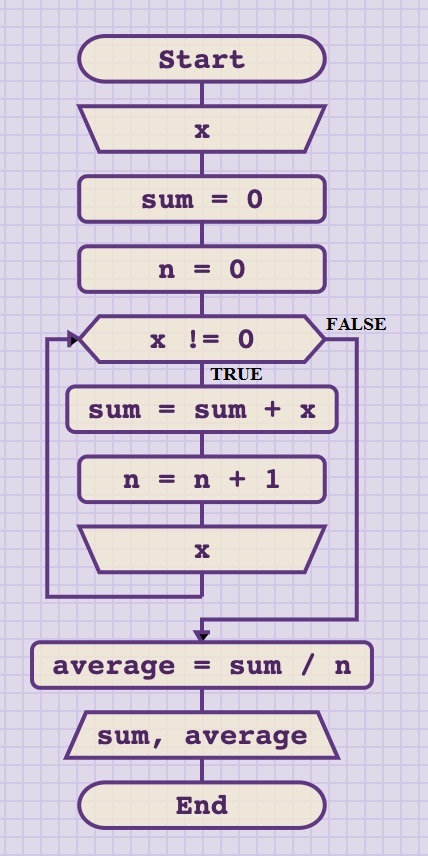 Start
x
sum = 0
n = 0
x != 0
FALSE
TRUE
sum = sum + x
n = n + 1
x
average = sum / n
sum, average
End